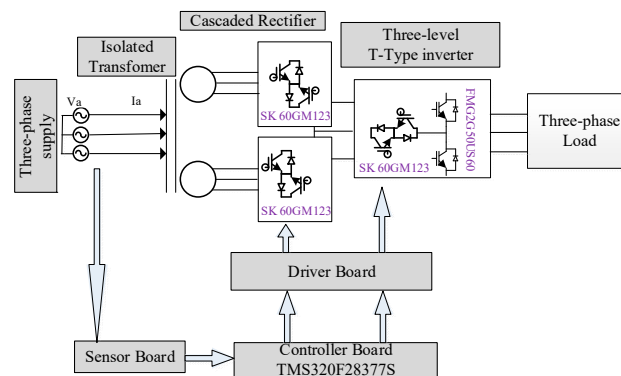 Cascaded Rectifier
Three-level
T-Type inverter
Isolated
Transfomer
Three-phase
supply
Va
Ia
SK 60GM123
SK 60GM123
SK 60GM123
FMG2G50US60
Three-phase
Load
Driver Board
Sensor Board
Controller Board
TMS320F28377S